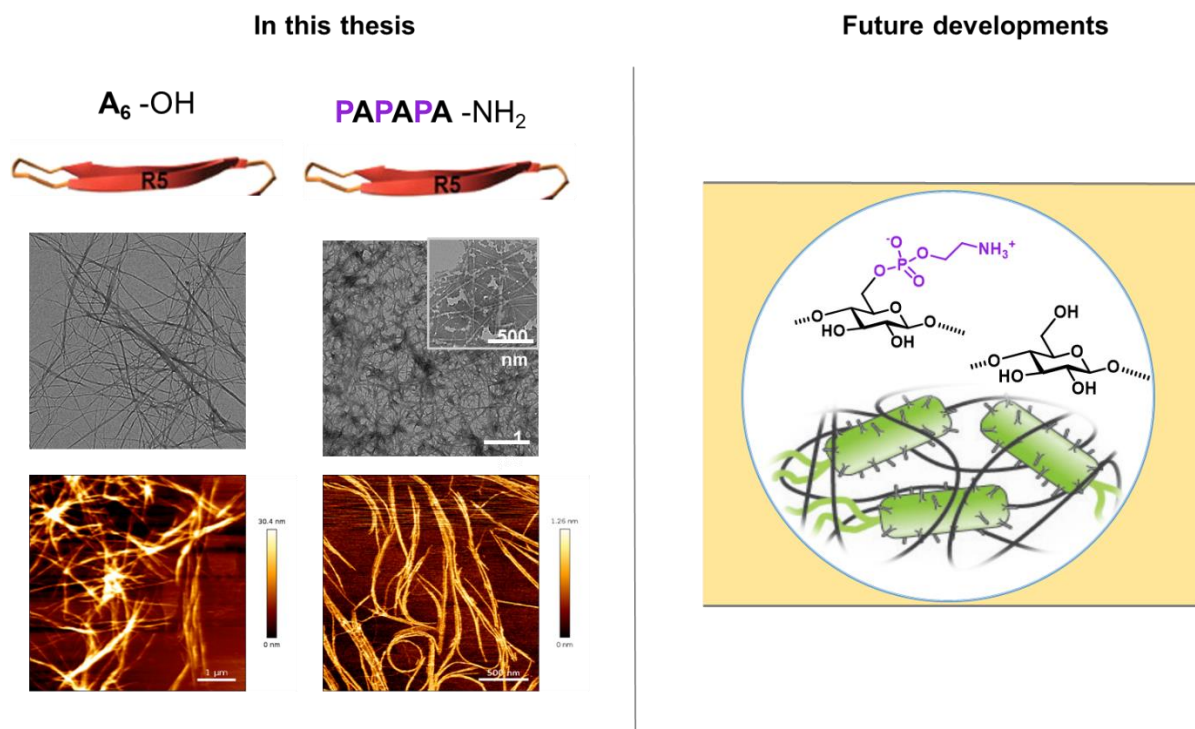 In this thesis
Future developments
A₆ -OH
PAPAPA -NH₂
R5
R5
500
nm
1
30.4 nm
0 nm
1 µm
1.26 nm
0 nm
500 nm
⁻O
O
P
O
O
NH₃⁺
O
O
O
HO
OH
OH
O
O
O
HO
OH